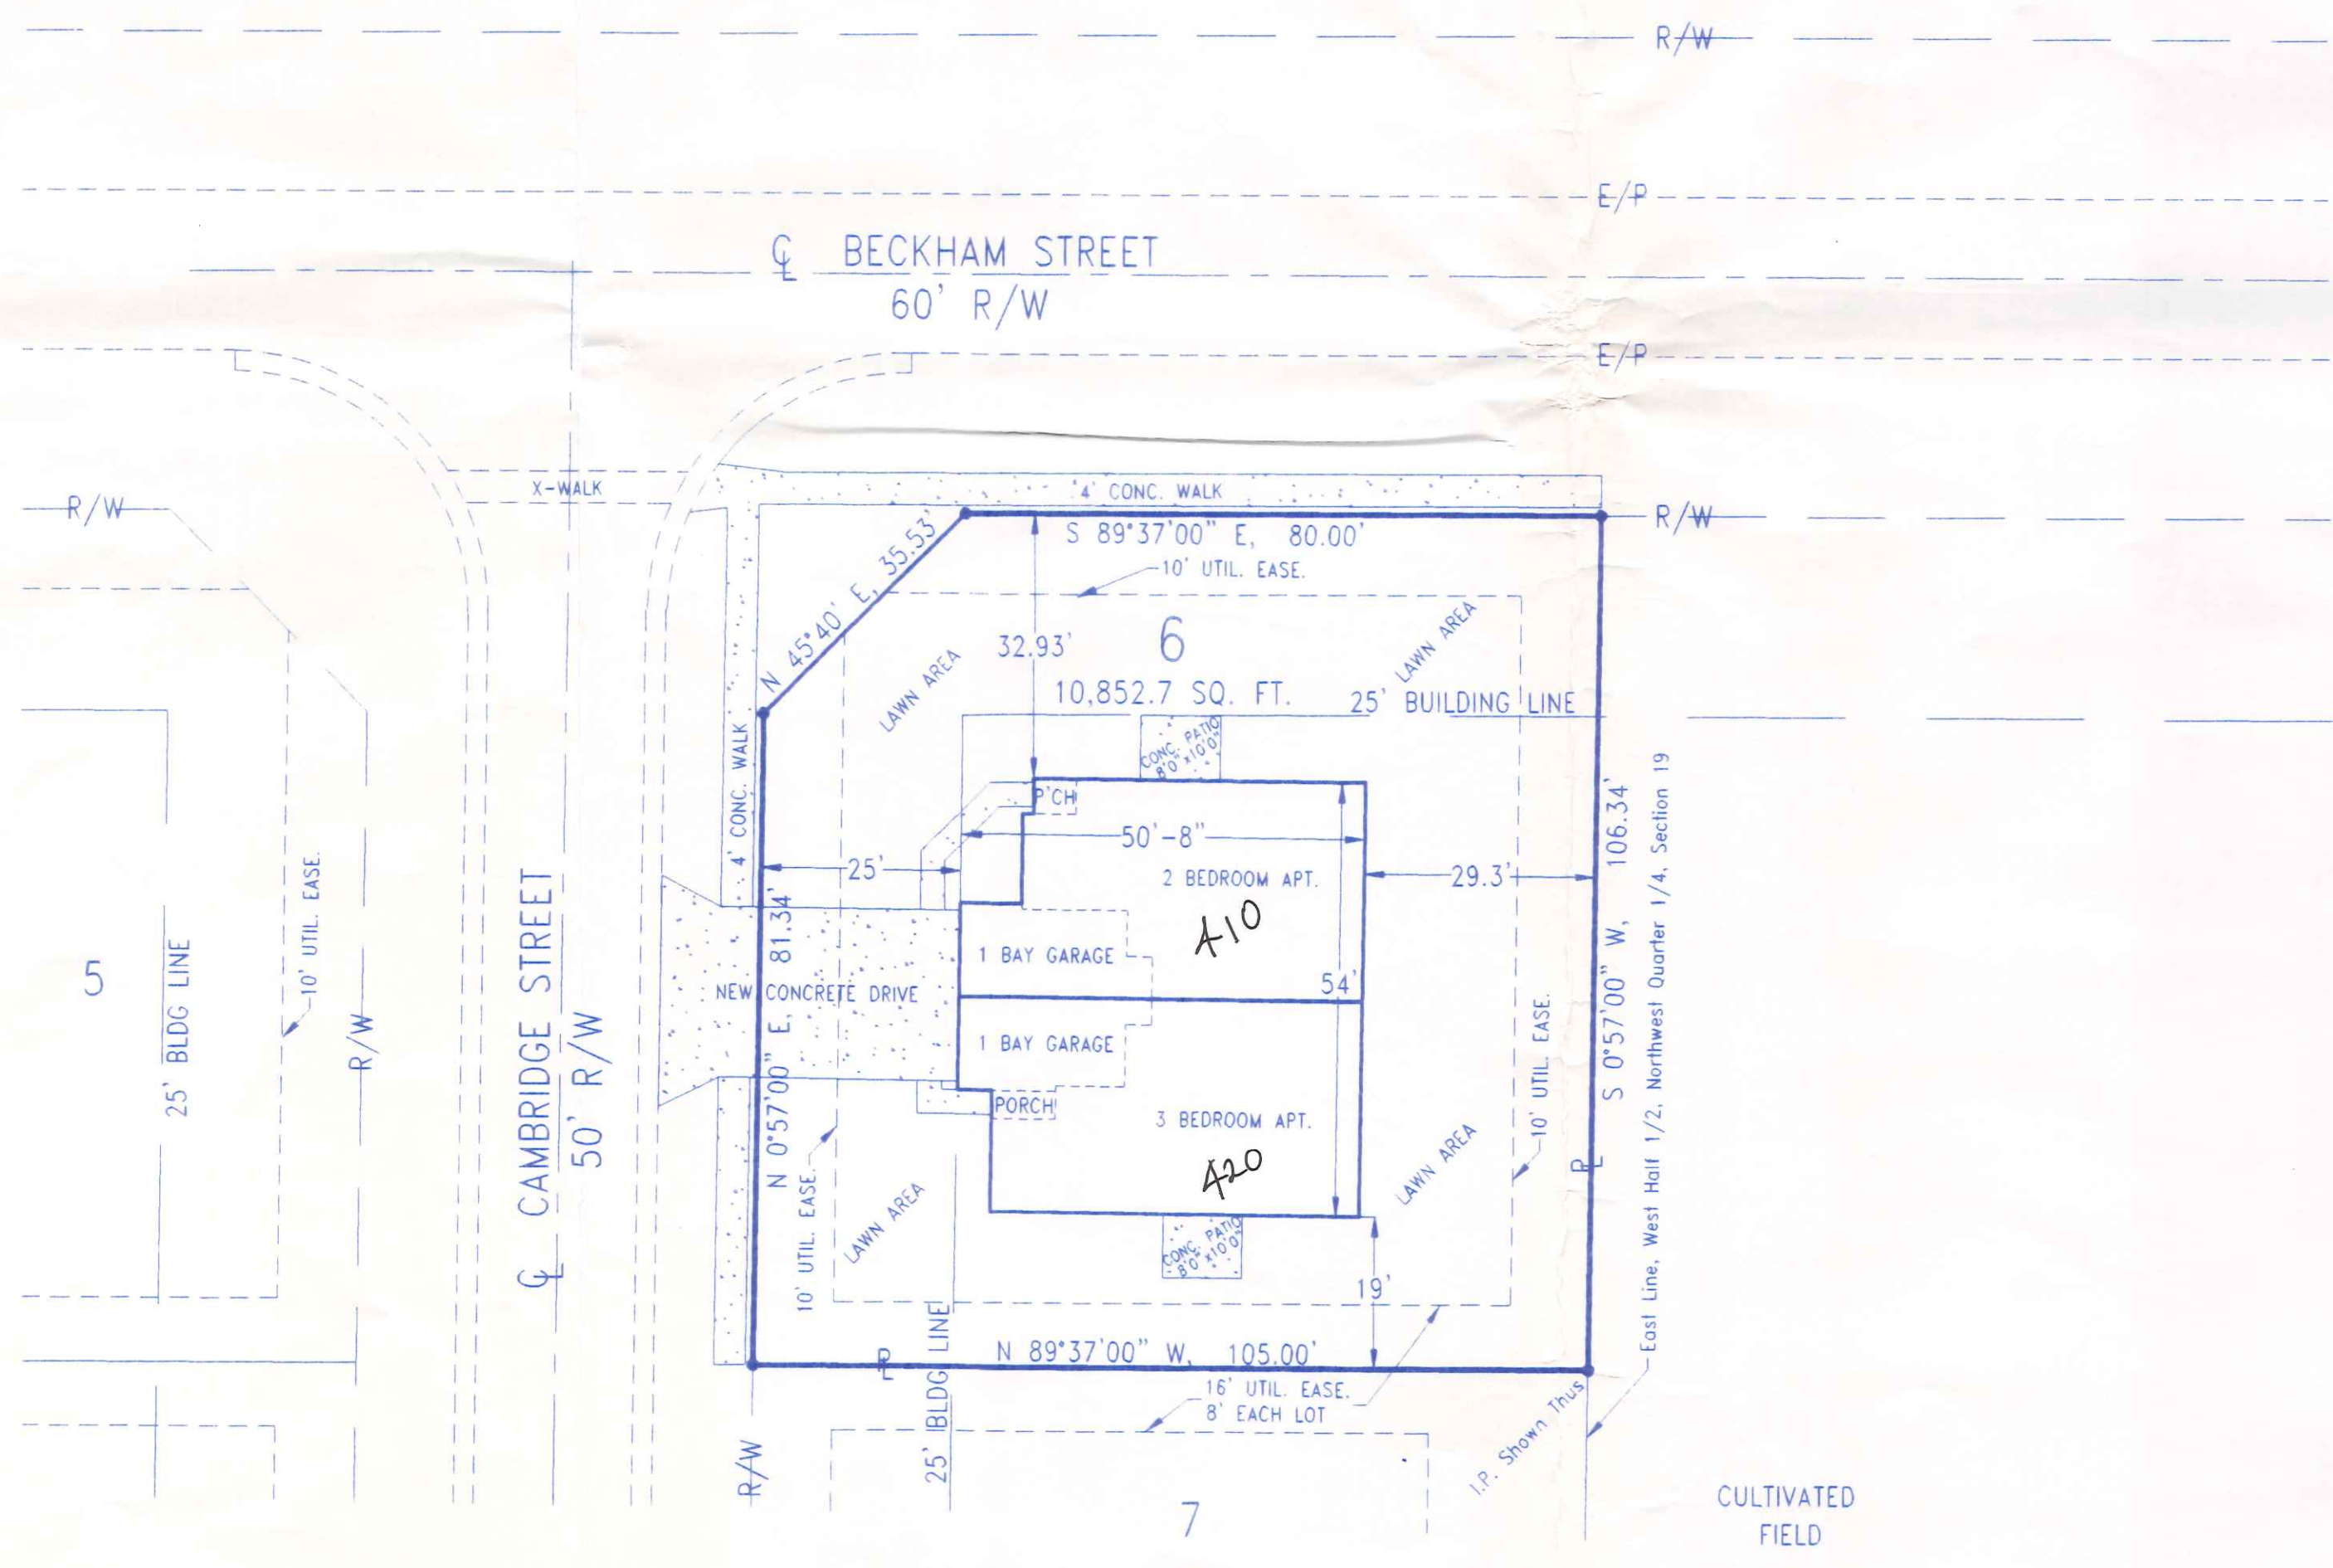 R/W
E/P
℄ BECKHAM STREET
60' R/W
E/P
X-WALK
4' CONC. WALK
R/W
R/W
S 89°37'00" E, 80.00'
10' UTIL. EASE.
N 45°40' E, 35.53'
LAWN AREA
32.93'
6
LAWN AREA
10,852.7 SQ. FT.
25' BUILDING LINE
CONC. PATIO
8'0"x10'0"
4' CONC. WALK
P'CH
50'-8"
25'
2 BEDROOM APT.
29.3'
410
S 0°57'00" W, 106.34'
East Line, West Half 1/2, Northwest Quarter 1/4, Section 19
5
25' BLDG LINE
10' UTIL. EASE.
R/W
℄ CAMBRIDGE STREET
50' R/W
1 BAY GARAGE
NEW CONCRETE DRIVE
54'
N 0°57'00" E, 81.34'
1 BAY GARAGE
10' UTIL. EASE.
PORCH
3 BEDROOM APT.
420
10' UTIL. EASE.
LAWN AREA
LAWN AREA
PL
CONC. PATIO
8'0"x10'0"
19'
N 89°37'00" W, 105.00'
PL
25' BLDG LINE
16' UTIL. EASE.
8' EACH LOT
I.P. Shown Thus
R/W
7
CULTIVATED
FIELD